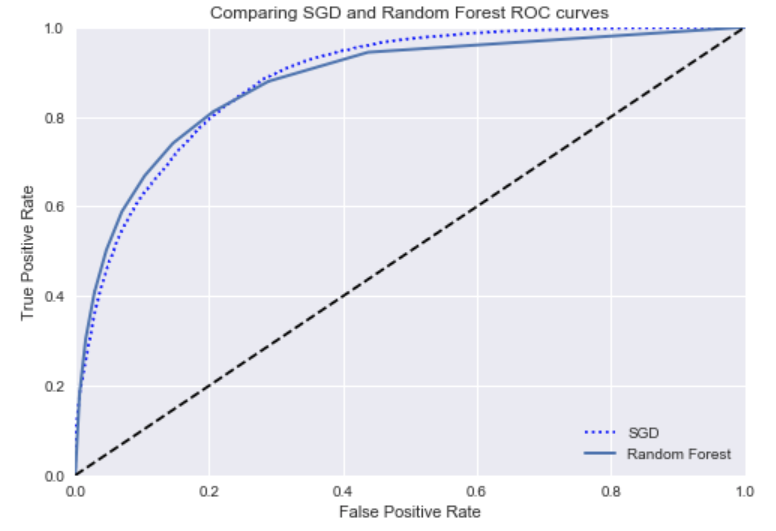 Comparing SGD and Random Forest ROC curves
1.0
0.8
0.6
0.4
0.2
0.0
True Positive Rate
SGD
Random Forest
0.0 0.2 0.4 0.6 0.8 1.0
False Positive Rate